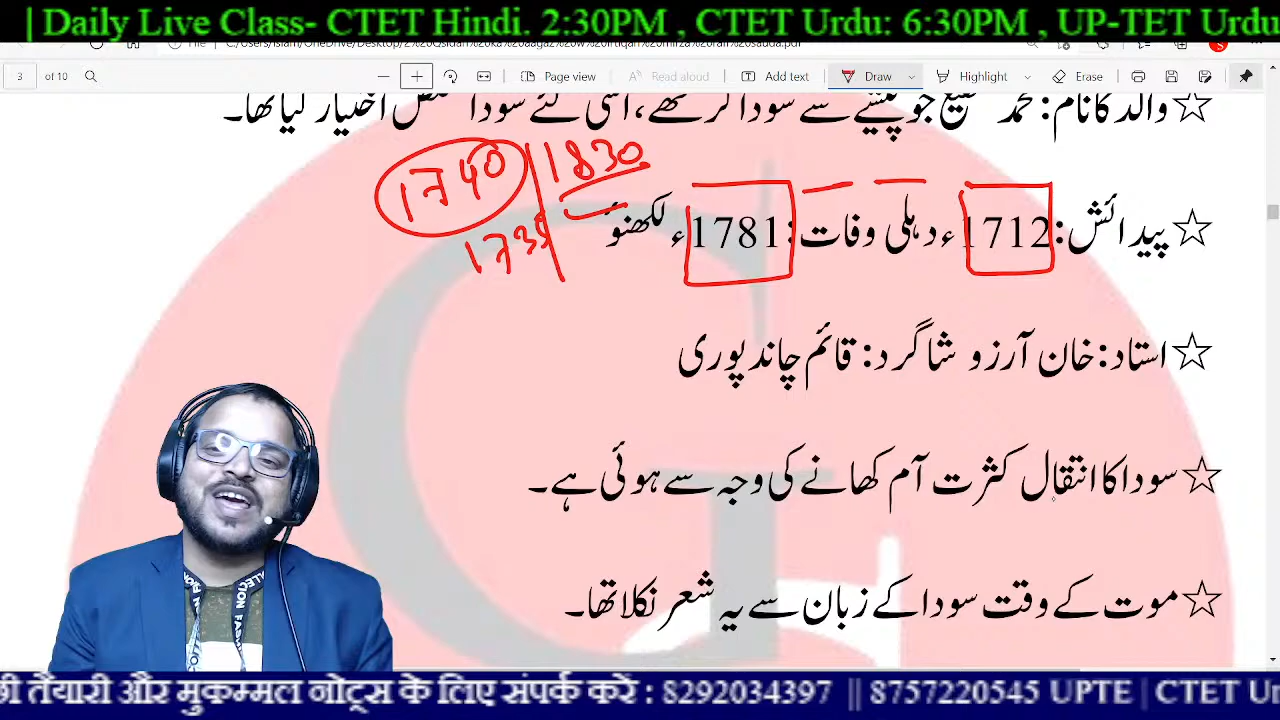 | Daily Live Class- CTET Hindi. 2:30PM , CTET Urdu: 6:30PM , UP-TET Urdu
3 of 10 Page view Read aloud Add text Draw Highlight Erase
☆ والد کا نام: محمد شفیع جو پیشے سے سوداگر تھے، اسی لئے سودا تخلص اختیار کیا تھا۔
1740 1830
☆ پیدائش: 1712ء دہلی وفات: 1781ء لکھنؤ
173
☆ استاد: خان آرزو شاگرد: قائم چاند پوری
☆ سودا کا انتقال کثرت آم کھانے کی وجہ سے ہوئی ہے۔
☆ موت کے وقت سودا کے زبان سے یہ شعر نکلا تھا۔
तैयारी और मुकम्मल नोट्स के लिए संपर्क करे : 8292034397 || 8757220545 UPTE | CTET Ur